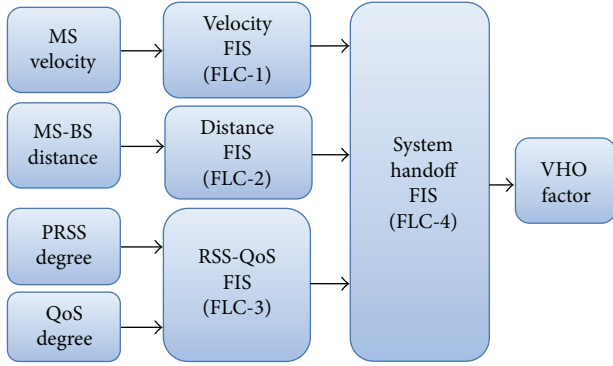 MS
velocity
Velocity
FIS
(FLC-1)
MS-BS
distance
Distance
FIS
(FLC-2)
PRSS
degree
QoS
degree
RSS-QoS
FIS
(FLC-3)
System
handoff
FIS
(FLC-4)
VHO
factor